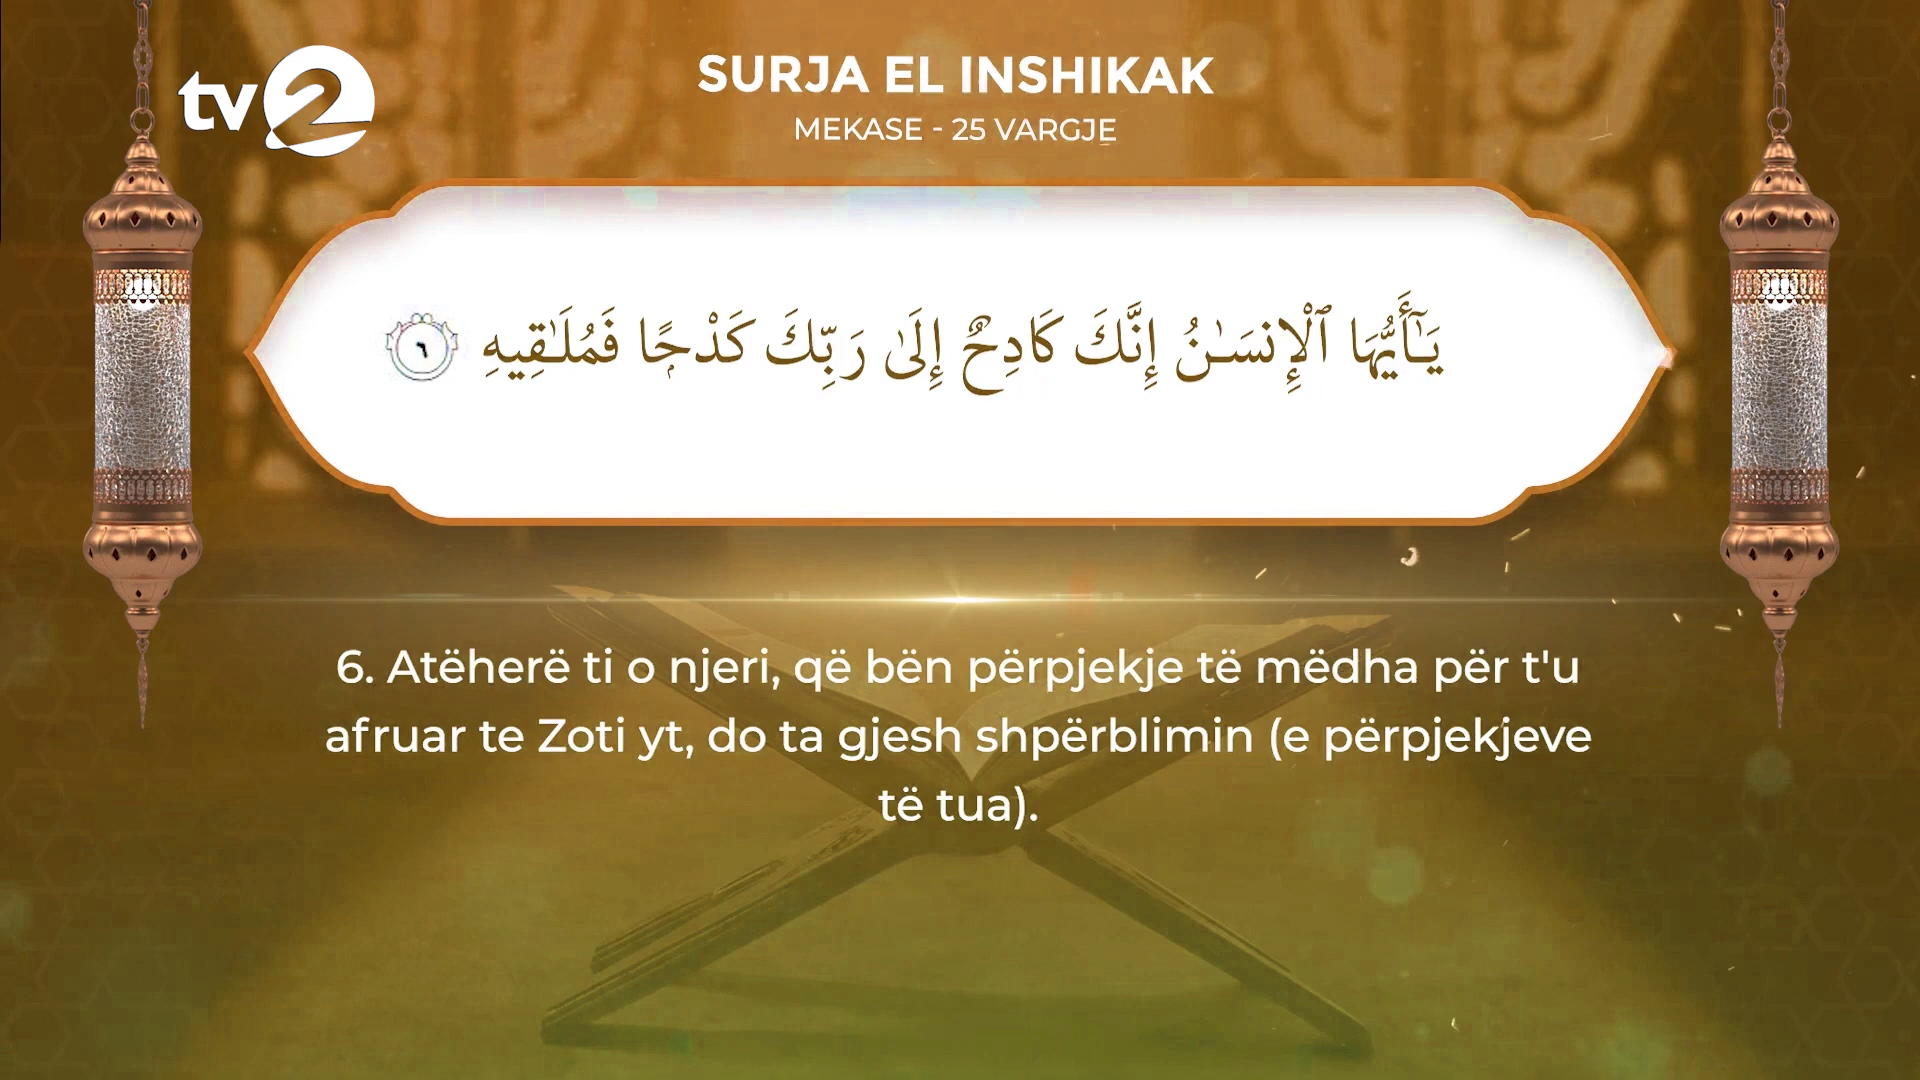 tv2
SURJA EL INSHIKAK
MEKASE - 25 VARGJE
يَـٰٓأَيُّهَا ٱلْإِنسَـٰنُ إِنَّكَ كَادِحٌ إِلَىٰ رَبِّكَ كَدْحًۭا فَمُلَـٰقِيهِ ٦
6. Atëherë ti o njeri, që bën përpjekje të mëdha për t'u
afruar te Zoti yt, do ta gjesh shpërblimin (e përpjekjeve
të tua).